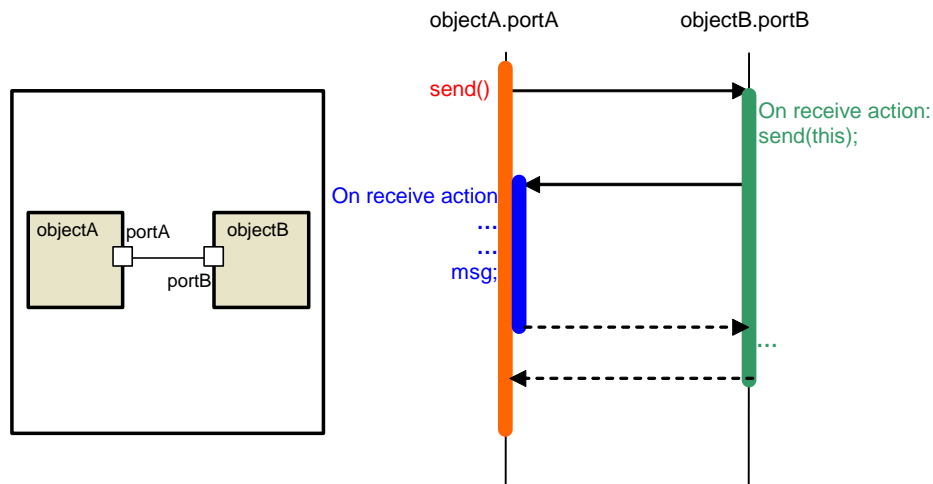 objectA.portA
objectB.portB
send()
On receive action:
send(this);
On receive action
...
...
msg;
...
objectA
portA
objectB
portB